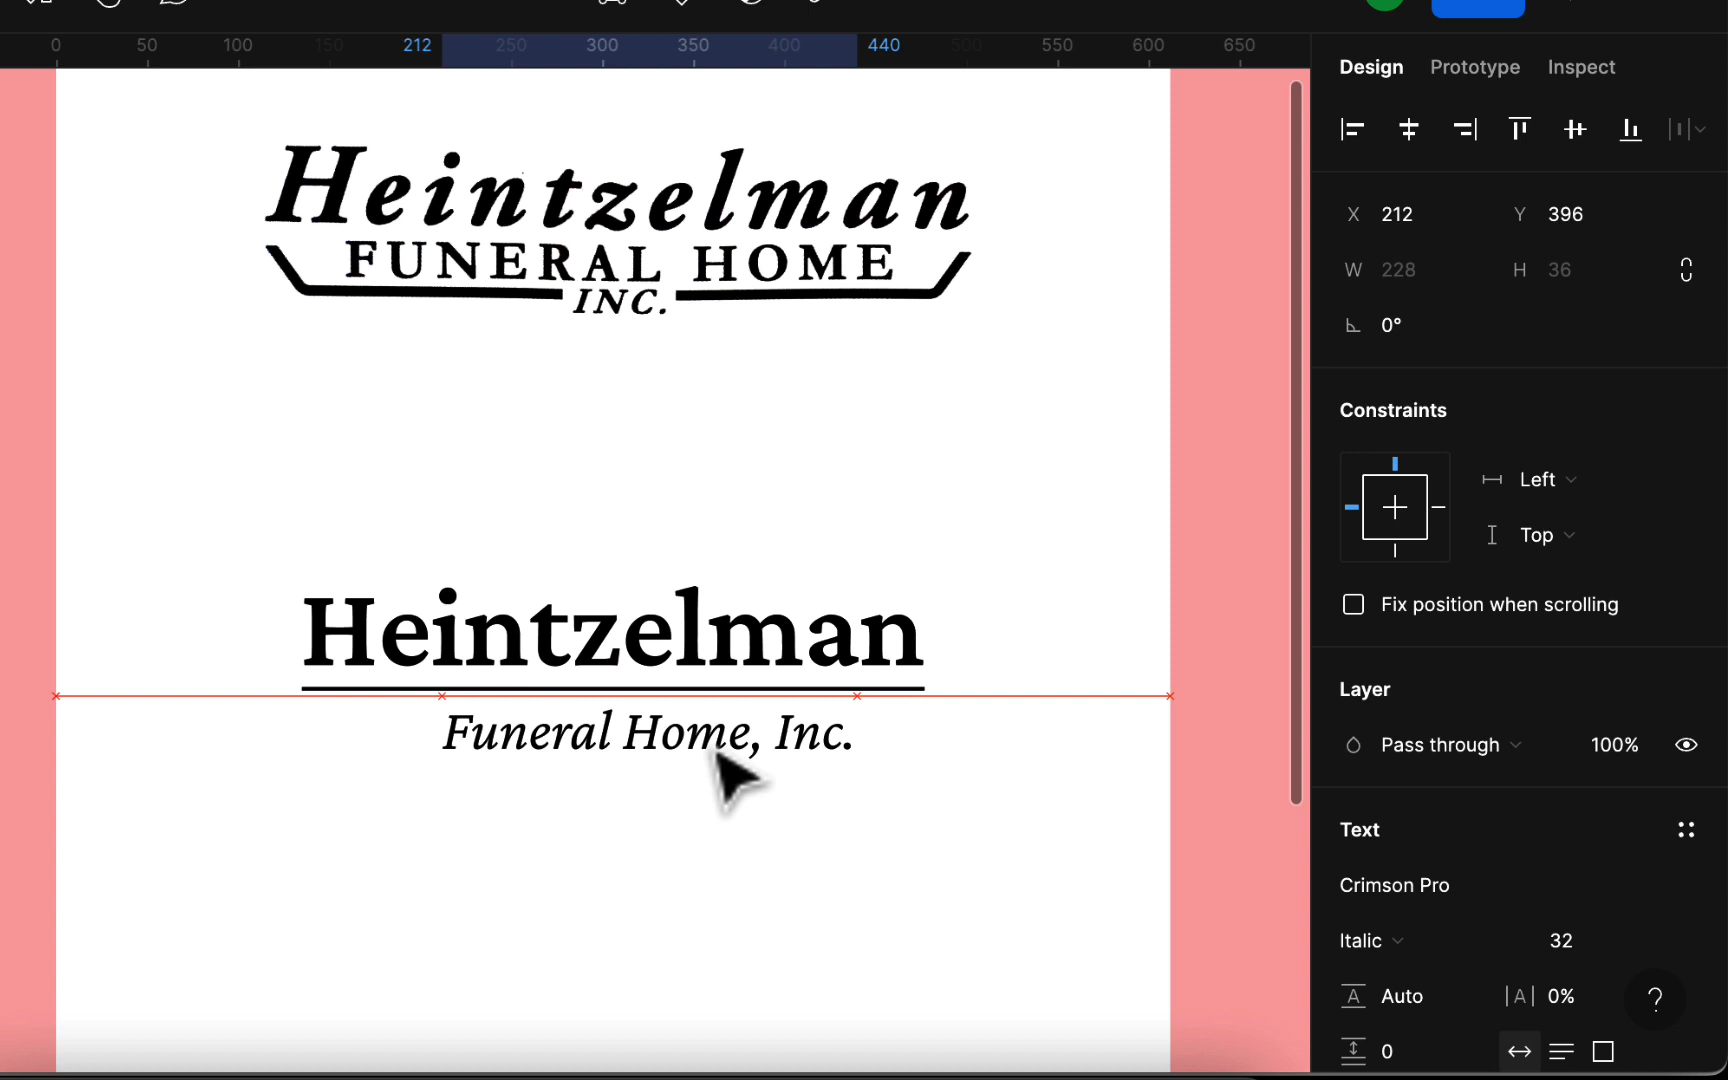 0 50 100 150 212 250 300 350 400 440 500 550 600 650
Design Prototype Inspect
Heintzelman
FUNERAL HOME
INC.
X 212 Y 396
W 228 H 36
0°
Constraints
Left
Top
Fix position when scrolling
Heintzelman
Funeral Home, Inc.
Layer
Pass through 100%
Text
Crimson Pro
Italic 32
A Auto |A| 0%
?
0